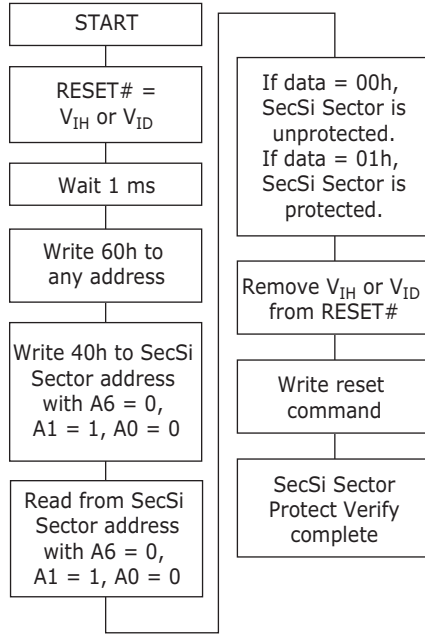 START
RESET# =
V_IH or V_ID
Wait 1 ms
Write 60h to
any address
Write 40h to SecSi
Sector address
with A6 = 0,
A1 = 1, A0 = 0
Read from SecSi
Sector address
with A6 = 0,
A1 = 1, A0 = 0
If data = 00h,
SecSi Sector is
unprotected.
If data = 01h,
SecSi Sector is
protected.
Remove V_IH or V_ID
from RESET#
Write reset
command
SecSi Sector
Protect Verify
complete